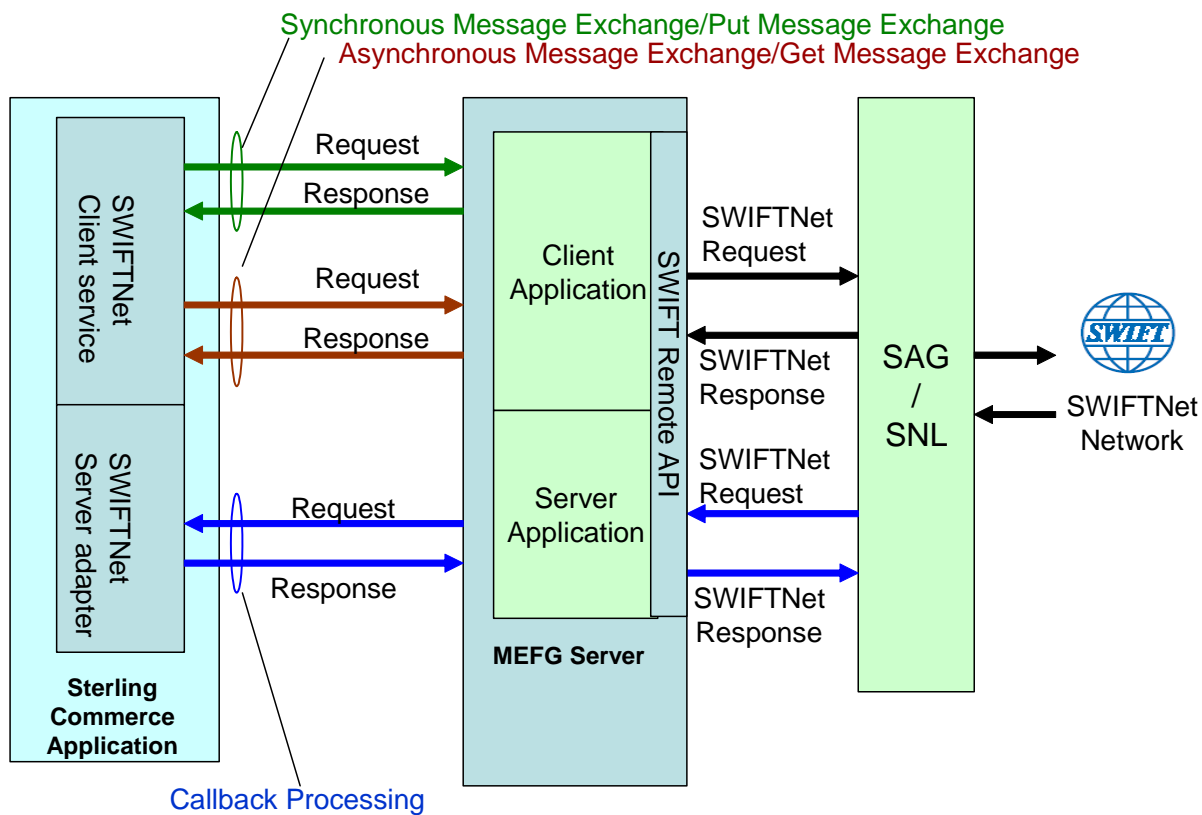 Synchronous Message Exchange/Put Message Exchange
Asynchronous Message Exchange/Get Message Exchange
SWIFTNet
Client service
SWIFTNet
Server adapter
Sterling
Commerce
Application
Request
Response
Request
Response
Request
Response
Callback Processing
Client
Application
Server
Application
SWIFT Remote API
MEFG Server
SWIFTNet
Request
SWIFTNet
Response
SWIFTNet
Request
SWIFTNet
Response
SAG
/
SNL
SWIFT
SWIFTNet
Network